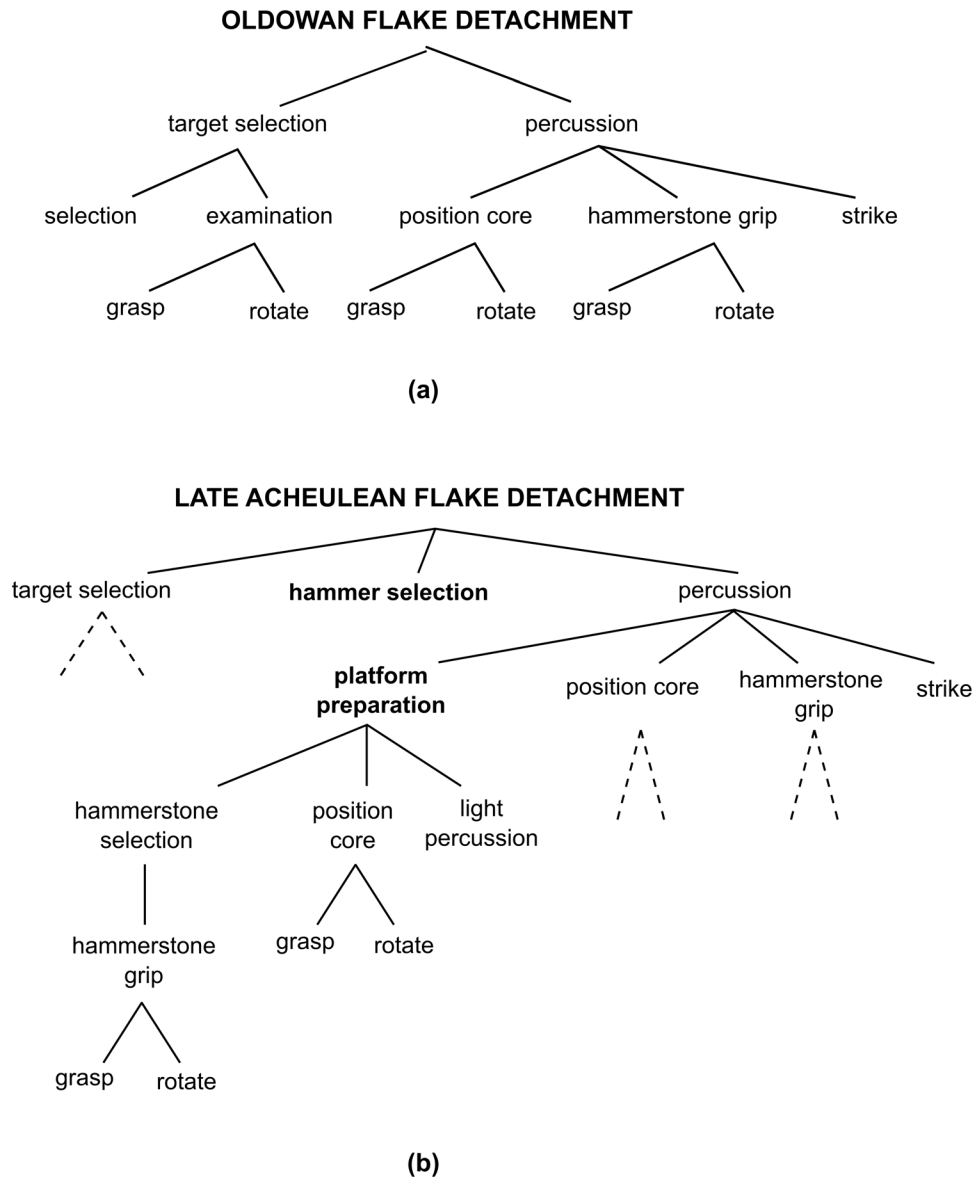 OLDOWAN FLAKE DETACHMENT
target selection percussion
selection examination position core hammerstone grip strike
grasp rotate grasp rotate grasp rotate
(a)
LATE ACHEULEAN FLAKE DETACHMENT
target selection hammer selection percussion
platform
preparation
position core
hammerstone
grip
strike
hammerstone
selection
position
core
light
percussion
hammerstone
grip
grasp rotate
grasp rotate
(b)